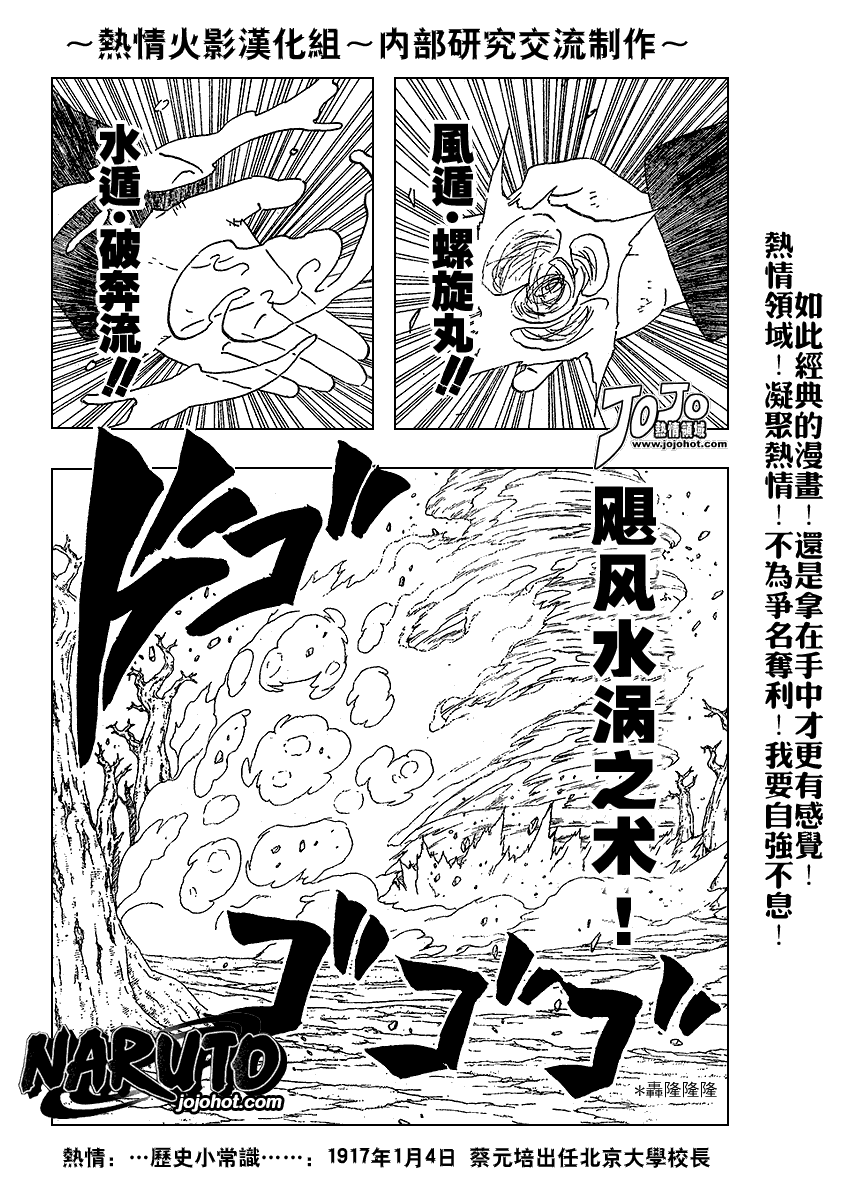 ～熱情火影漢化組～内部研究交流制作～
風遁·螺旋丸!!
水遁·破奔流!!
JOJO
熱情領域
www.jojohot.com
ドゴゴ
飓风水涡之术！
ゴゴゴ
*轟隆隆隆
NARUTO
jojohot.com
如此經典的漫畫！還是拿在手中才更有感覺！
熱情領域！凝聚熱情！不為爭名奪利！我要自強不息！
熱情：…歷史小常識……：1917年1月4日 蔡元培出任北京大學校長